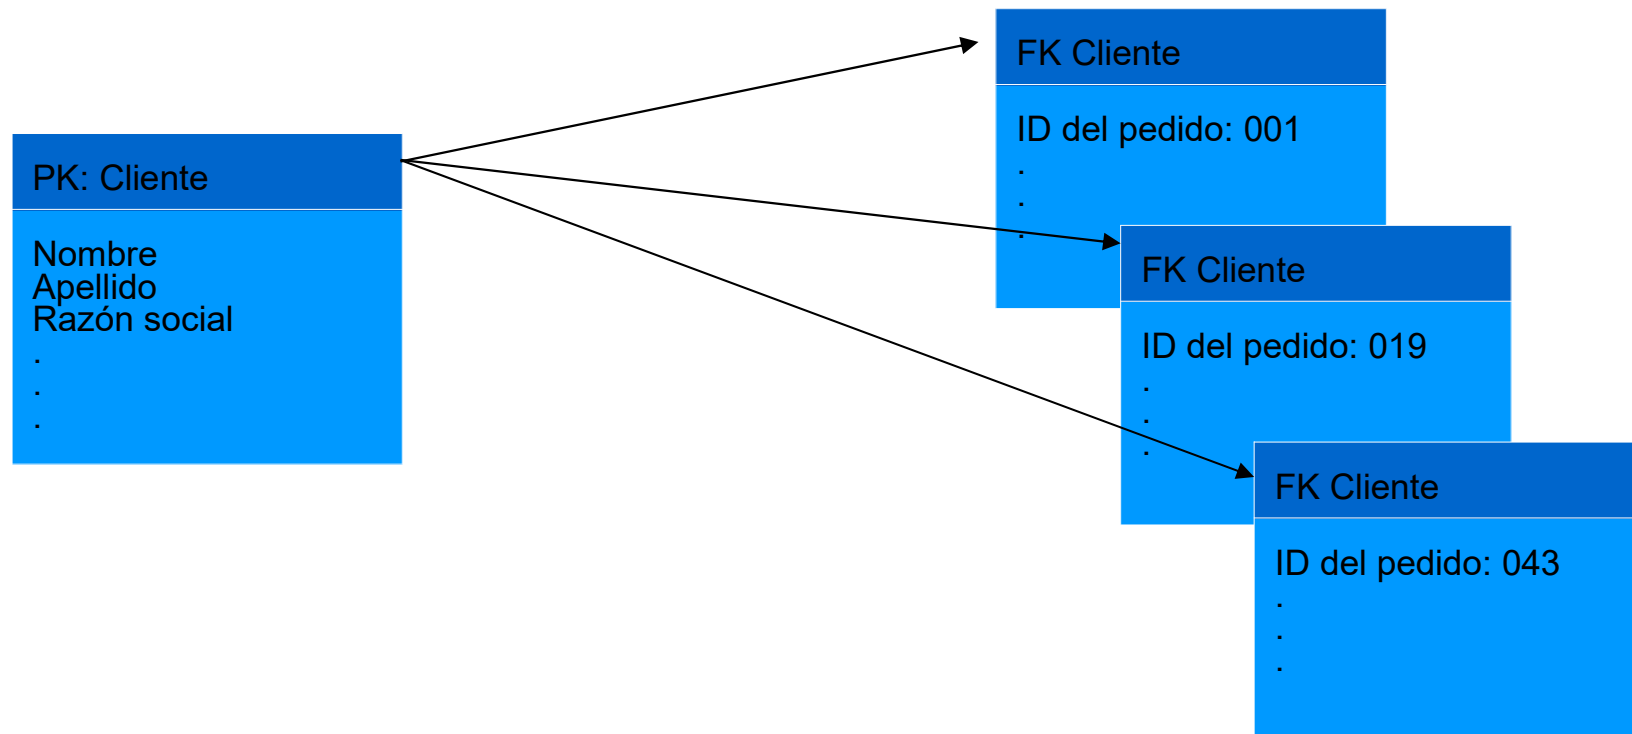 PK: Cliente
Nombre
Apellido
Razón social
.
.
.
FK Cliente
ID del pedido: 001
.
.
.
FK Cliente
ID del pedido: 019
.
.
.
FK Cliente
ID del pedido: 043
.
.
.